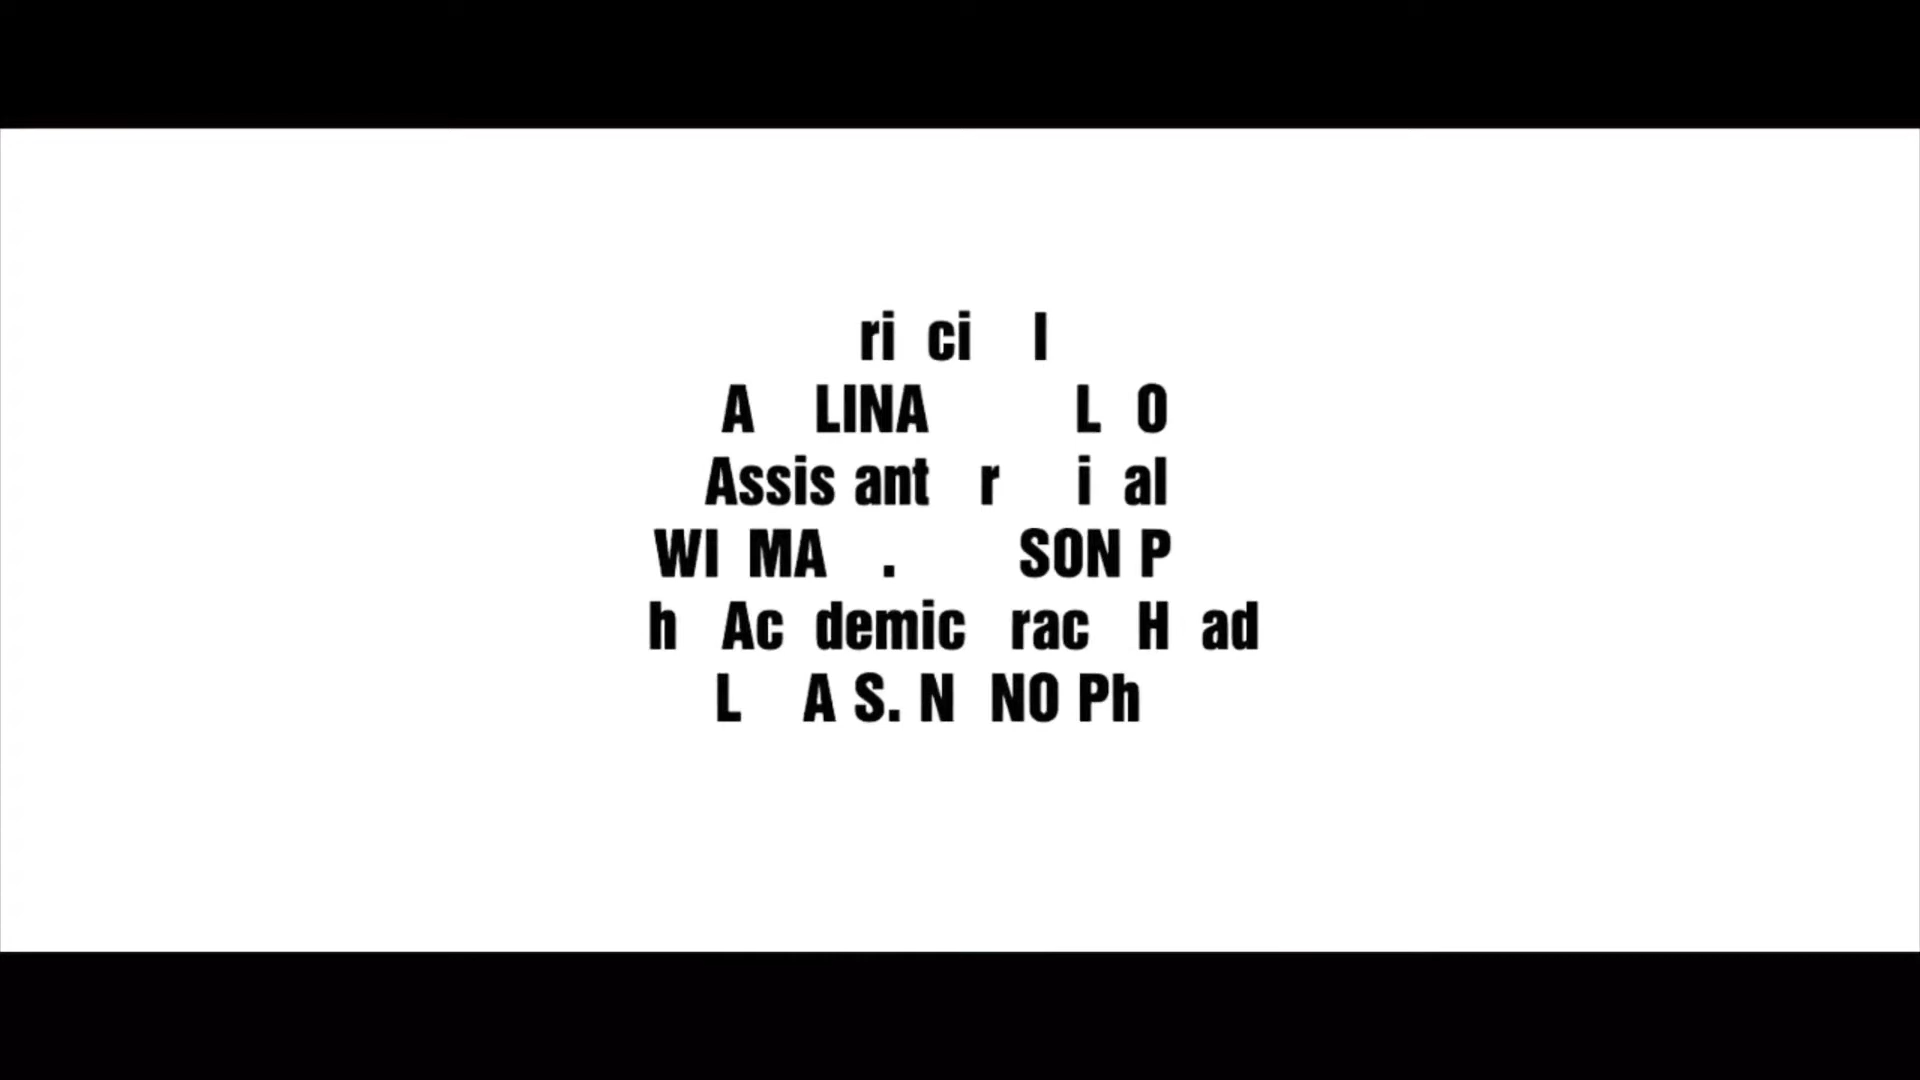 ri ci l
A LINA L O
Assis ant r i al
WI MA . SON P
h Ac demic rac H ad
L A S. N NO Ph